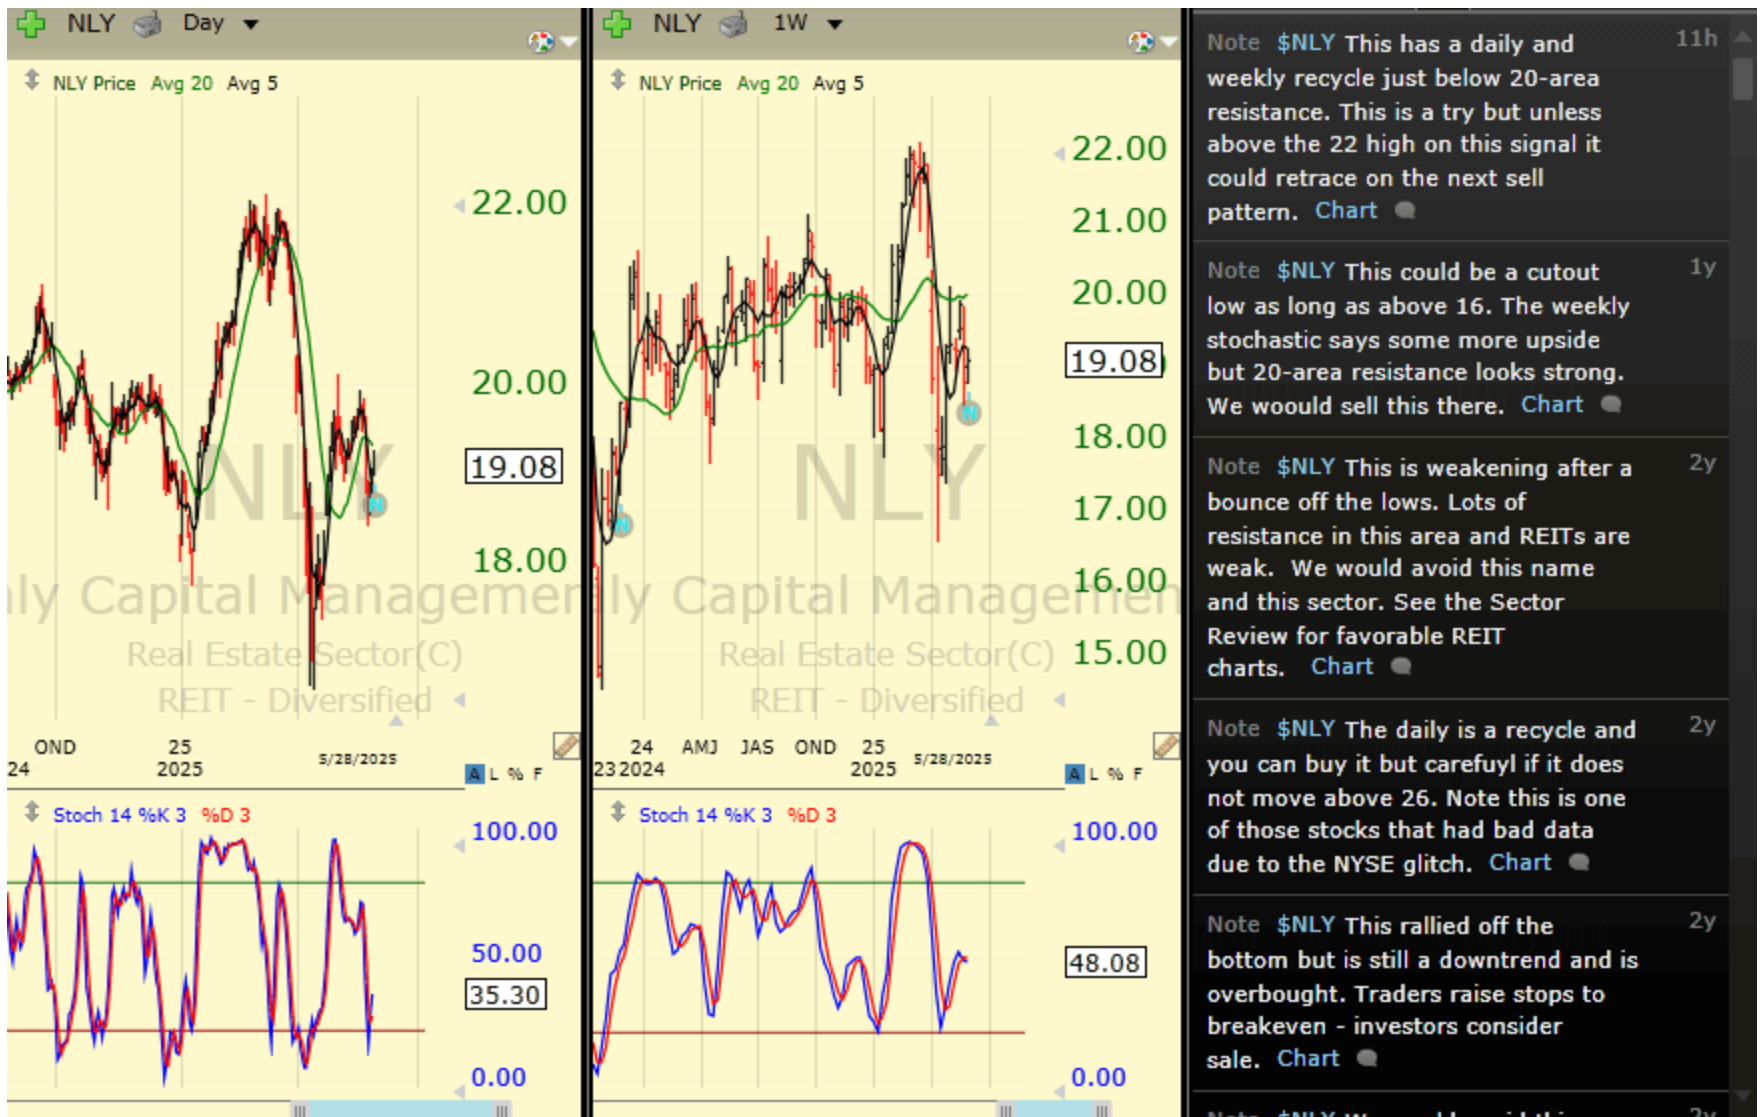 NLY Day
NLY Price Avg 20 Avg 5
22.00
20.00
19.08
18.00
NLY
ly Capital Managemen
Real Estate Sector(C)
REIT - Diversified
OND 25
24 2025 5/28/2025
A L % F
Stoch 14 %K 3 %D 3
100.00
50.00
35.30
0.00
N
NLY 1W
NLY Price Avg 20 Avg 5
22.00
21.00
20.00
19.08
18.00
17.00
16.00
15.00
NLY
ly Capital Managemen
Real Estate Sector(C)
REIT - Diversified
N
N
24 AMJ JAS OND 25
23 2024 2025 5/28/2025
A L % F
Stoch 14 %K 3 %D 3
100.00
48.08
0.00
Note $NLY This has a daily and 11h
weekly recycle just below 20-area
resistance. This is a try but unless
above the 22 high on this signal it
could retrace on the next sell
pattern. Chart
Note $NLY This could be a cutout 1y
low as long as above 16. The weekly
stochastic says some more upside
but 20-area resistance looks strong.
We woould sell this there. Chart
Note $NLY This is weakening after a 2y
bounce off the lows. Lots of
resistance in this area and REITs are
weak. We would avoid this name
and this sector. See the Sector
Review for favorable REIT
charts. Chart
Note $NLY The daily is a recycle and 2y
you can buy it but carefuyl if it does
not move above 26. Note this is one
of those stocks that had bad data
due to the NYSE glitch. Chart
Note $NLY This rallied off the 2y
bottom but is still a downtrend and is
overbought. Traders raise stops to
breakeven - investors consider
sale. Chart